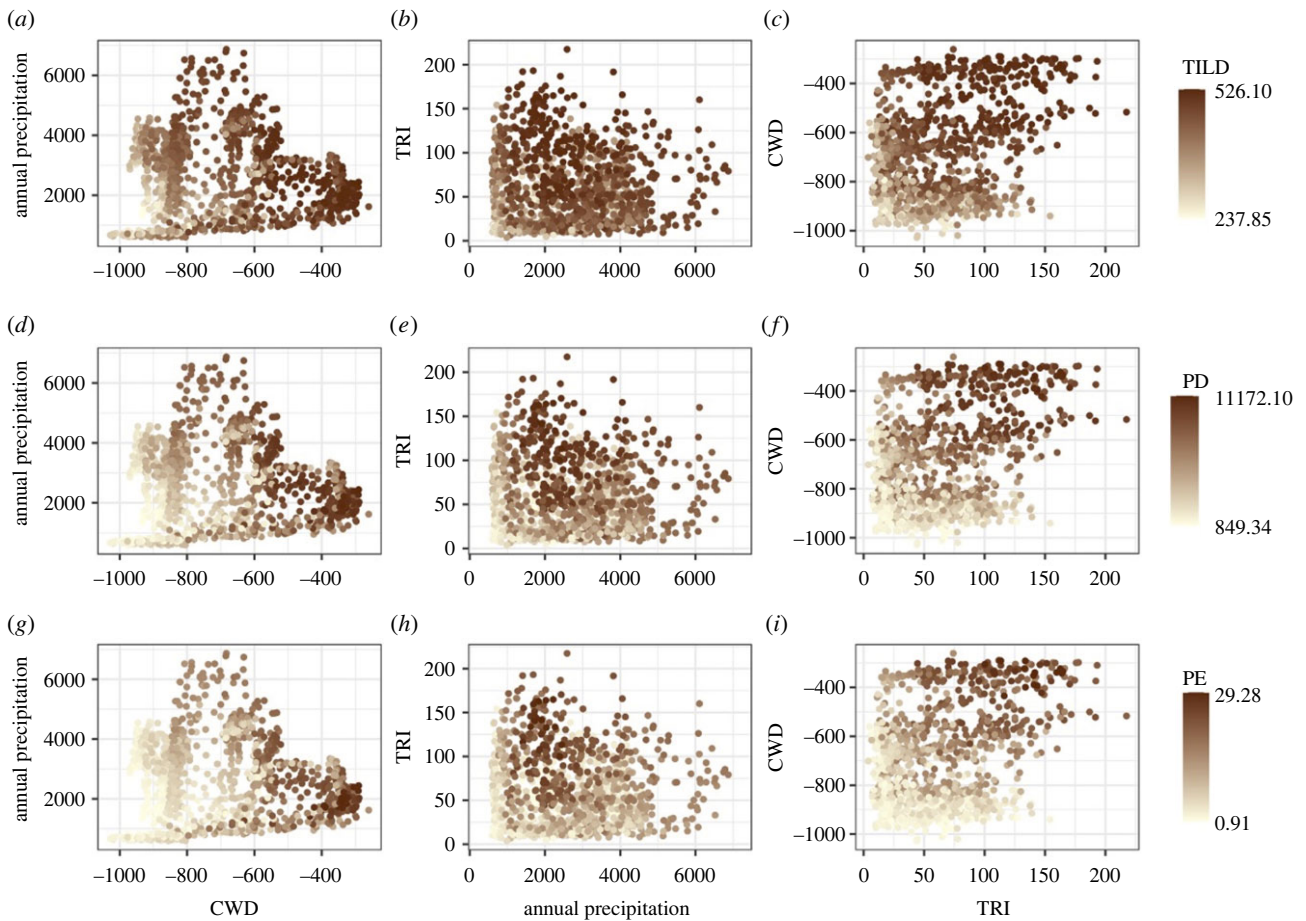 (a) (b) (c)
annual precipitation
6000
4000
2000
−1000 −800 −600 −400
TRI
200
150
100
50
0
0 2000 4000 6000
CWD
−400
−600
−800
−1000
0 50 100 150 200
TILD
526.10
237.85
(d) (e) (f)
annual precipitation
6000
4000
2000
−1000 −800 −600 −400
TRI
200
150
100
50
0
0 2000 4000 6000
CWD
−400
−600
−800
−1000
0 50 100 150 200
PD
11172.10
849.34
(g) (h) (i)
annual precipitation
6000
4000
2000
−1000 −800 −600 −400
CWD
TRI
200
150
100
50
0
0 2000 4000 6000
annual precipitation
CWD
−400
−600
−800
−1000
0 50 100 150 200
TRI
PE
29.28
0.91